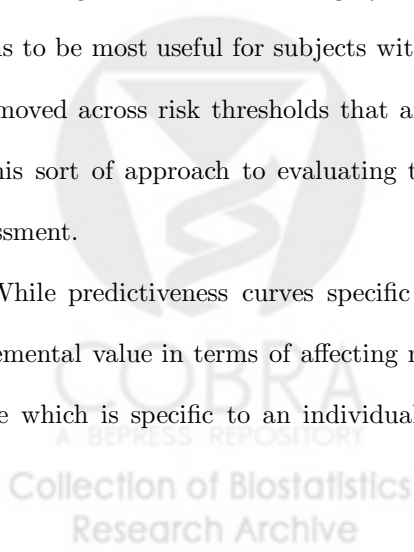 to be most useful for subjects wit
moved across risk thresholds that a
his sort of approach to evaluating t
ssment.
While predictiveness curves specific
emental value in terms of affecting
e which is specific to an individual
COBRA
A BEPRESS REPOSITORY
Collection of Biostatistics
Research Archive